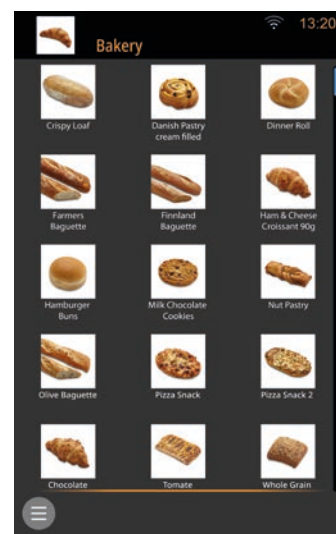 13:20
Bakery
Crispy Loaf
Danish Pastry
cream filled
Dinner Roll
Farmers
Baguette
Finnland
Baguette
Ham & Cheese
Croissant 90g
Hamburger
Buns
Milk Chocolate
Cookies
Nut Pastry
Olive Baguette
Pizza Snack
Pizza Snack 2
Chocolate
Tomate
Whole Grain